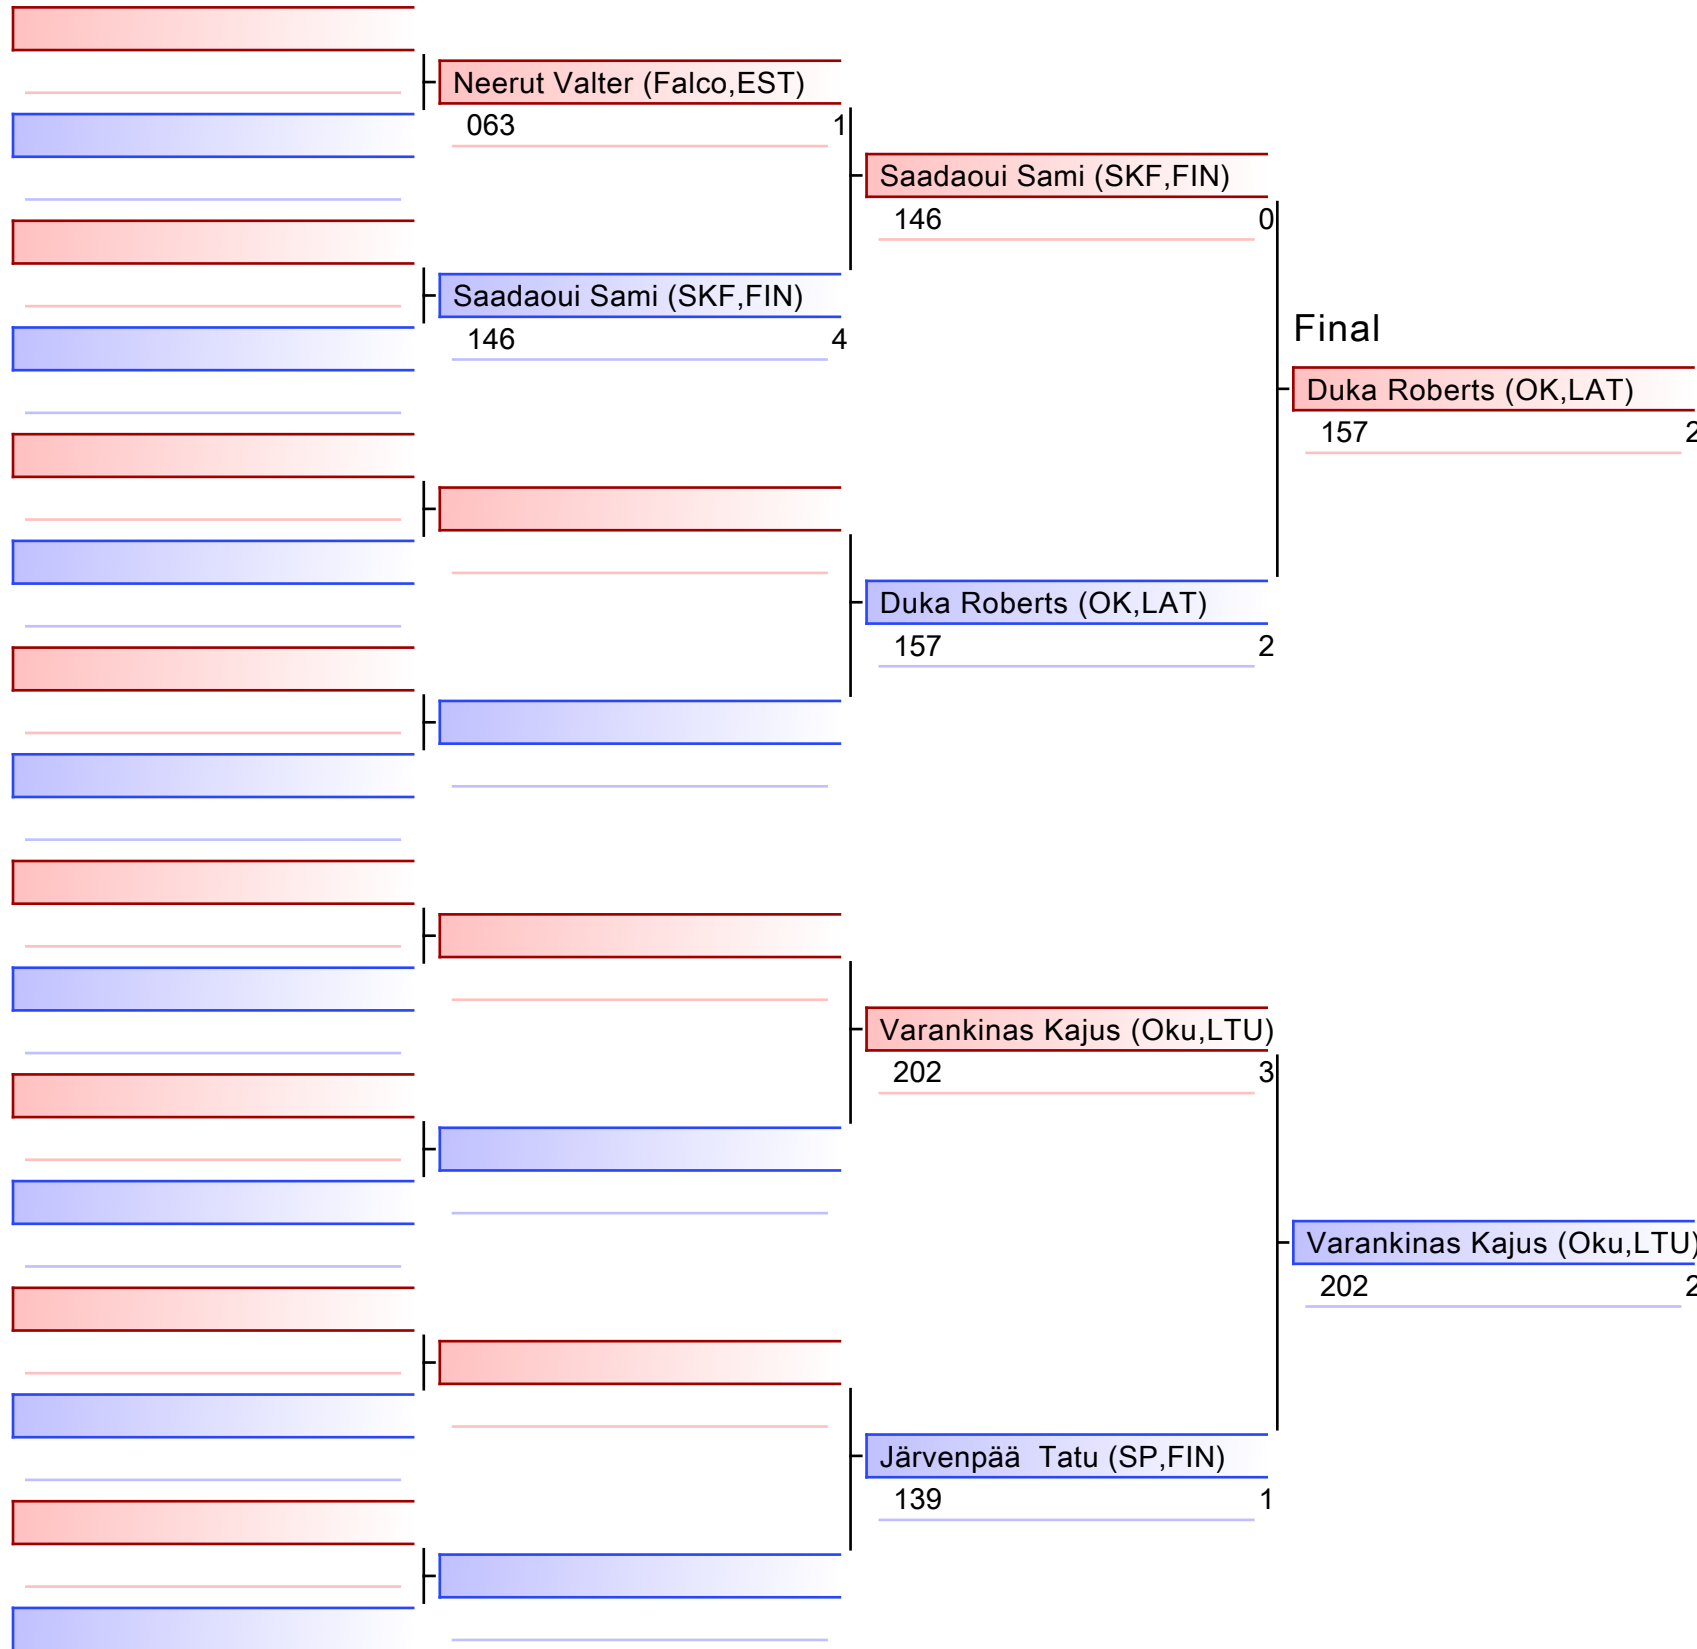 Neerut Valter (Falco,EST)
063 1
Saadaoui Sami (SKF,FIN)
146 4
Saadaoui Sami (SKF,FIN)
146 0
Duka Roberts (OK,LAT)
157 2
Varankinas Kajus (Oku,LTU)
202 3
Järvenpää  Tatu (SP,FIN)
139 1
Final
Duka Roberts (OK,LAT)
157 2
Varankinas Kajus (Oku,LTU)
202 2